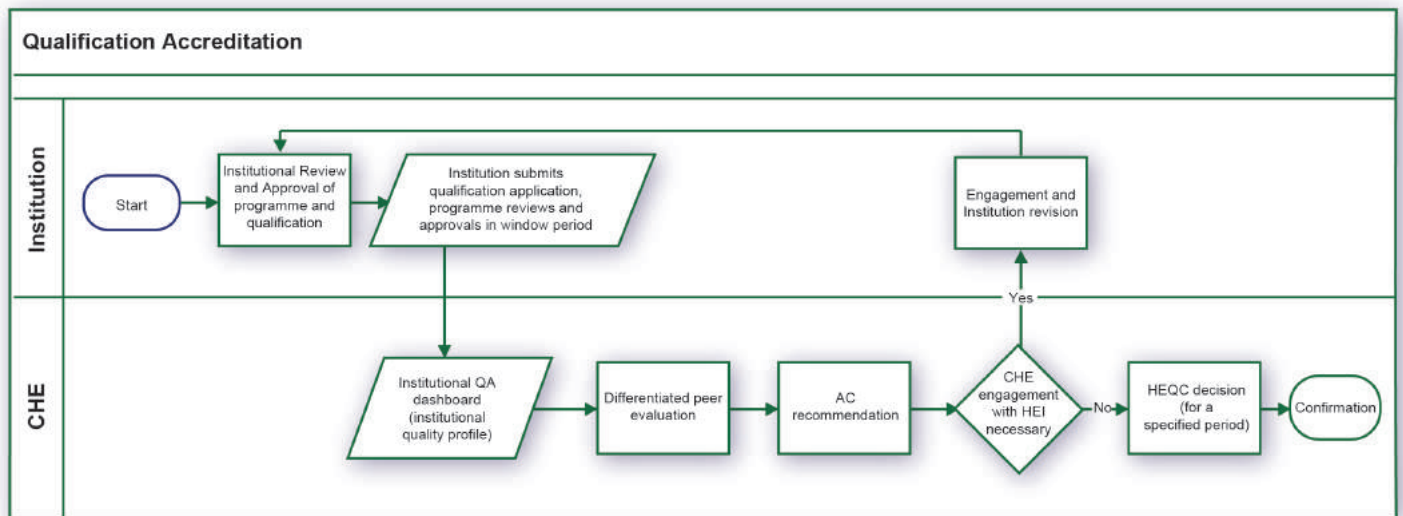 Qualification Accreditation
Institution
Start
Institutional Review
and Approval of
programme and
qualification
Institution submits
qualification application,
programme reviews and
approvals in window period
Engagement and
Institution revision
Yes
CHE
Institutional QA
dashboard
(institutional
quality profile)
Differentiated peer
evaluation
AC
recommendation
CHE
engagement
with HEI
necessary
No
HEQC decision
(for a
specified period)
Confirmation